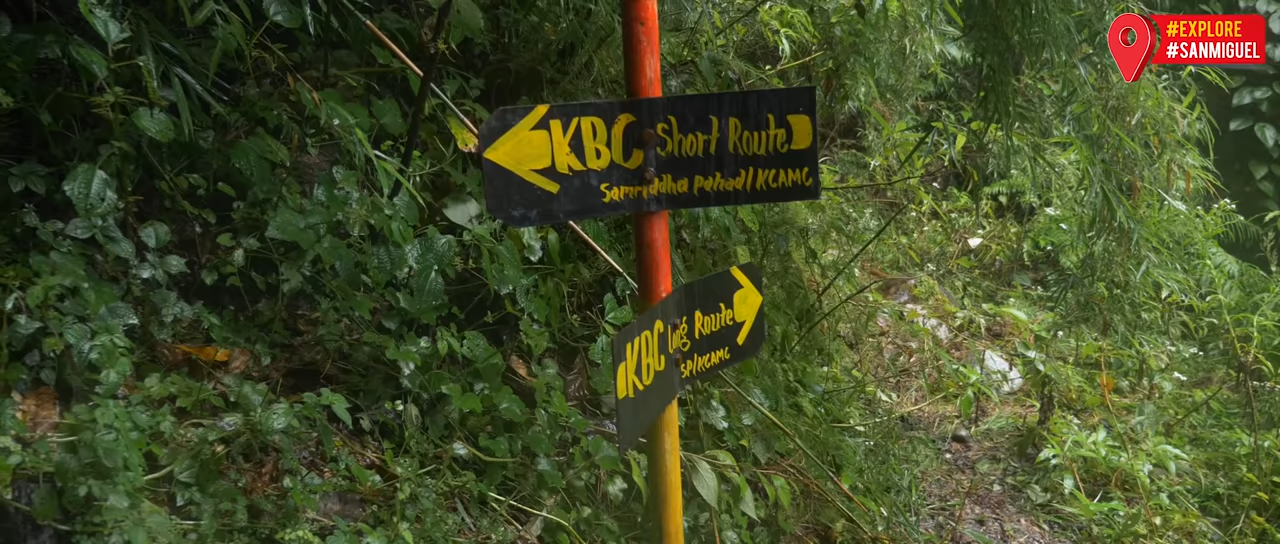 #EXPLORE
#SANMIGUEL
KBC Short Route
Samriddha Pahad/KCAMC
KBC long Route
SP/KCAMC